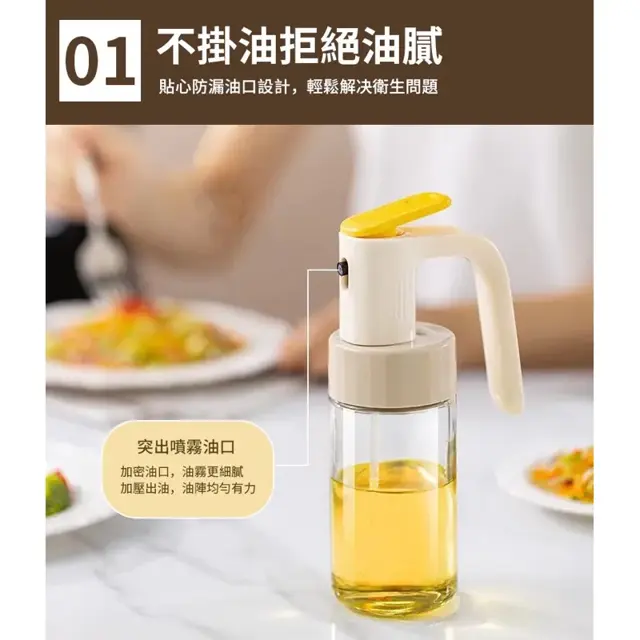 01
不掛油拒絕油膩
貼心防漏油口設計，輕鬆解決衛生問題
突出噴霧油口
加密油口，油霧更細膩
加壓出油，油陣均勻有力